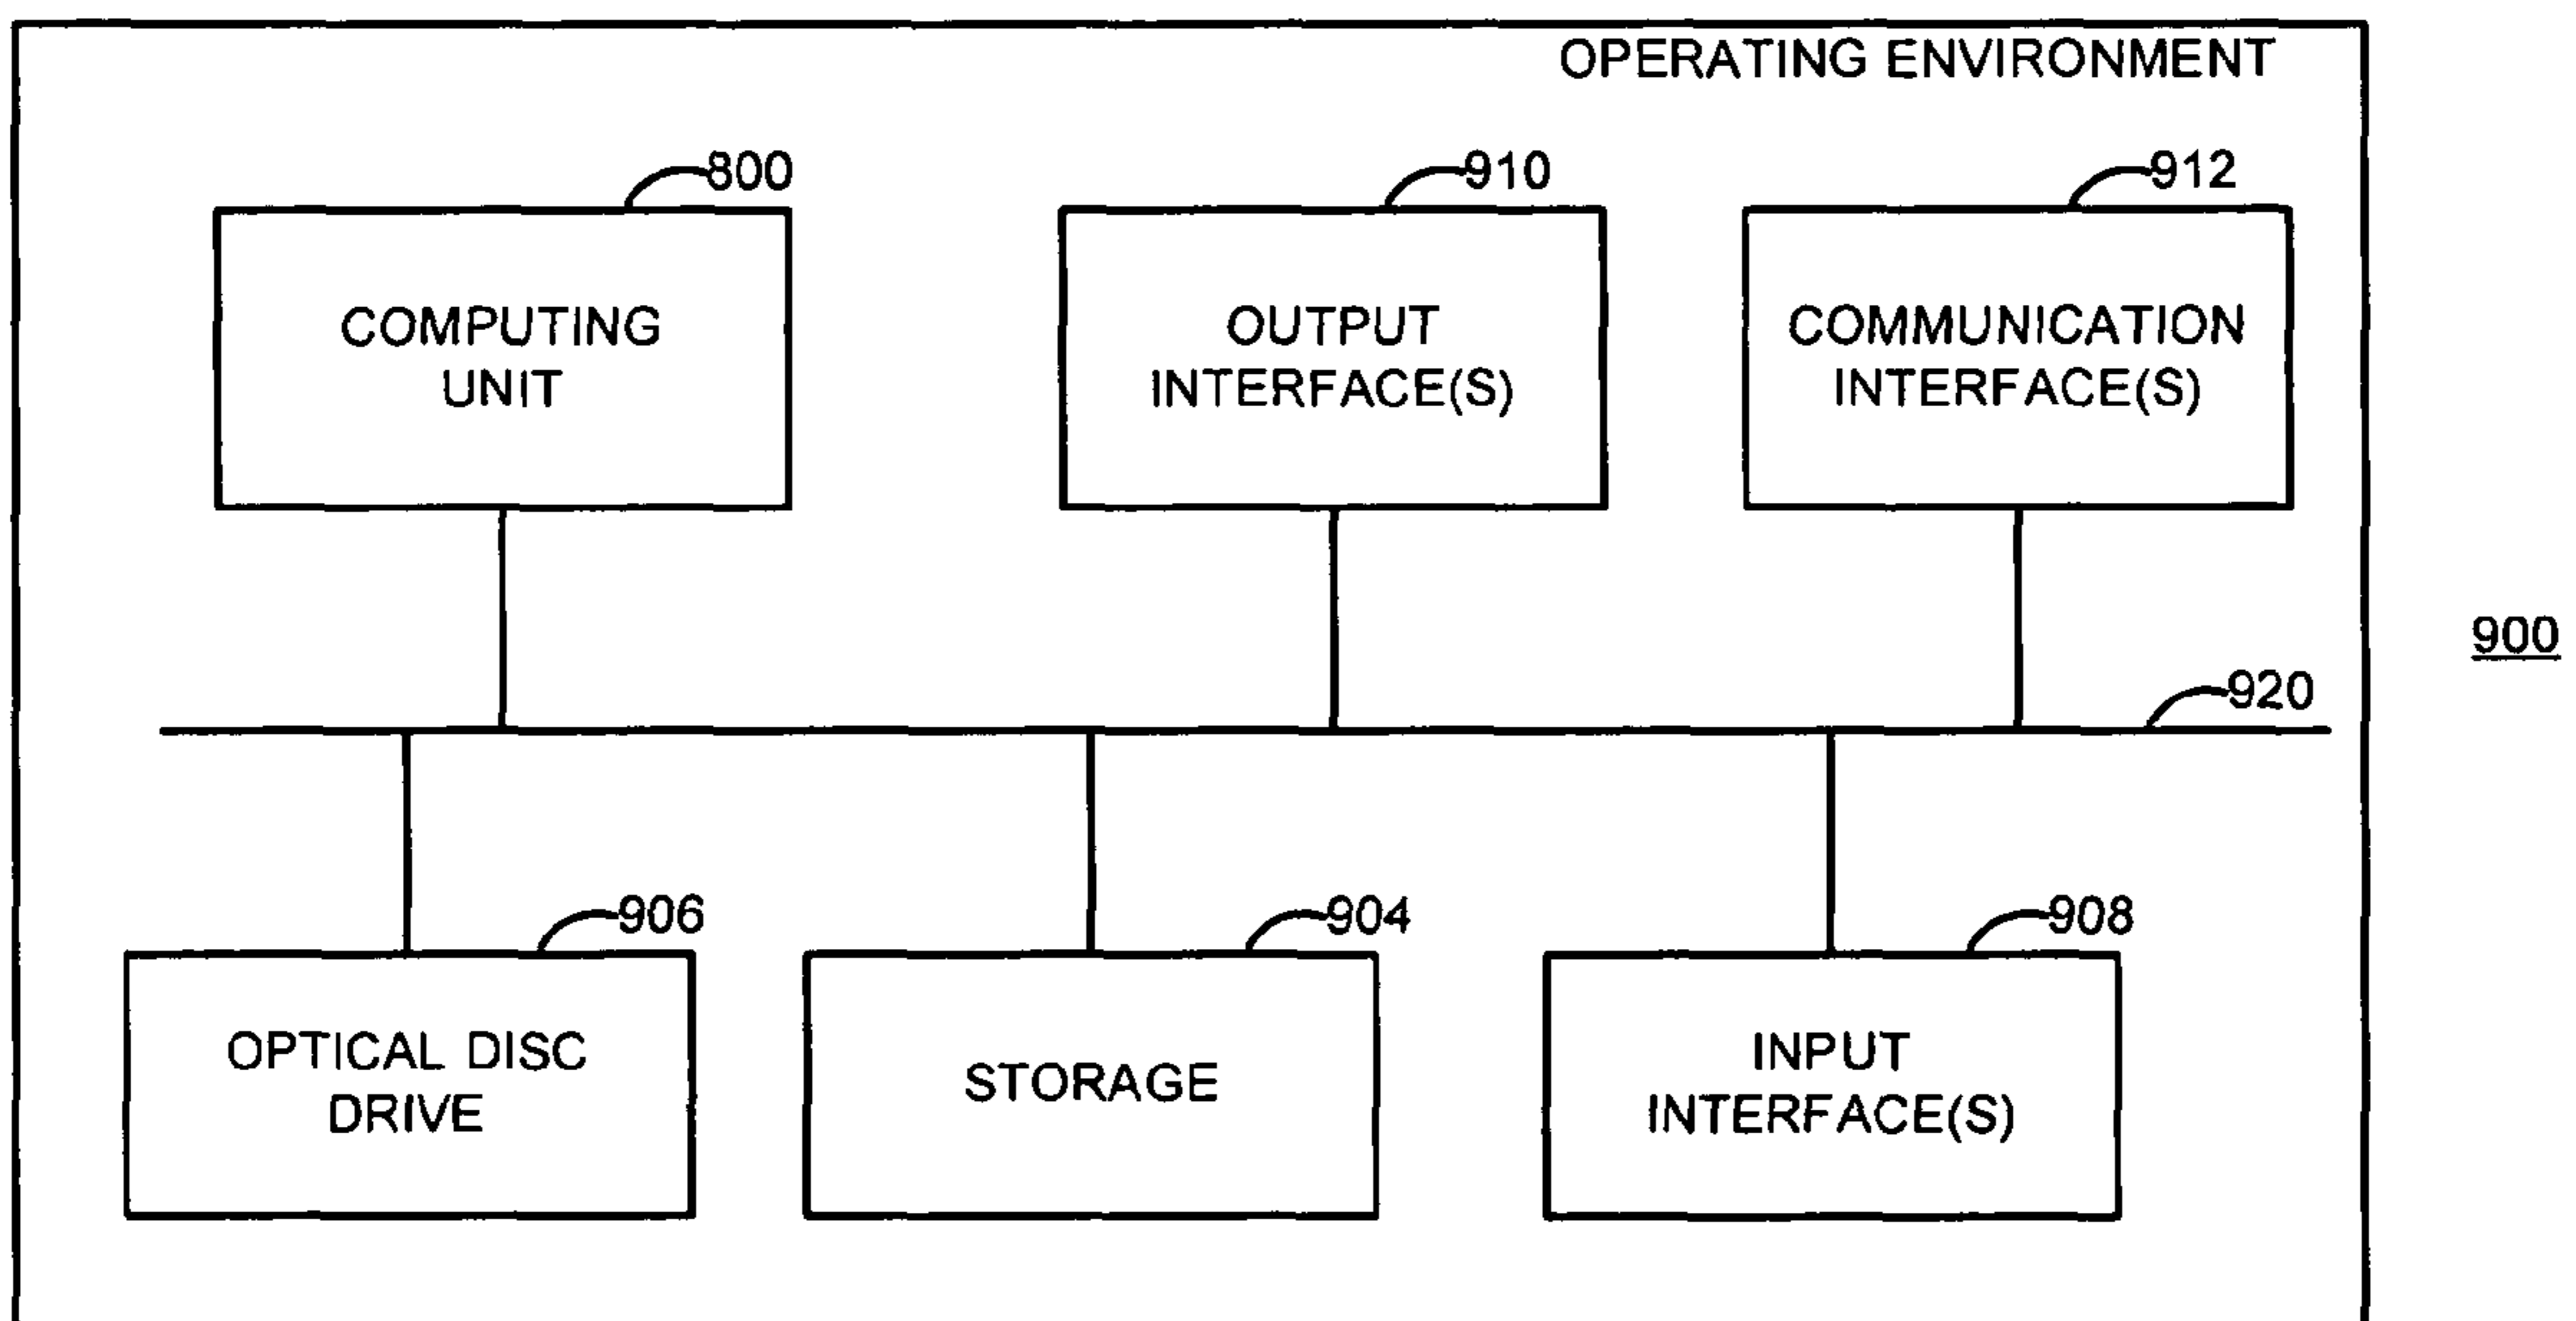 OPERATING ENVIRONMENT
800
910
912
COMPUTING
UNIT
OUTPUT
INTERFACE(S)
COMMUNICATION
INTERFACE(S)
900
920
906
904
908
OPTICAL DISC
DRIVE
STORAGE
INPUT
INTERFACE(S)